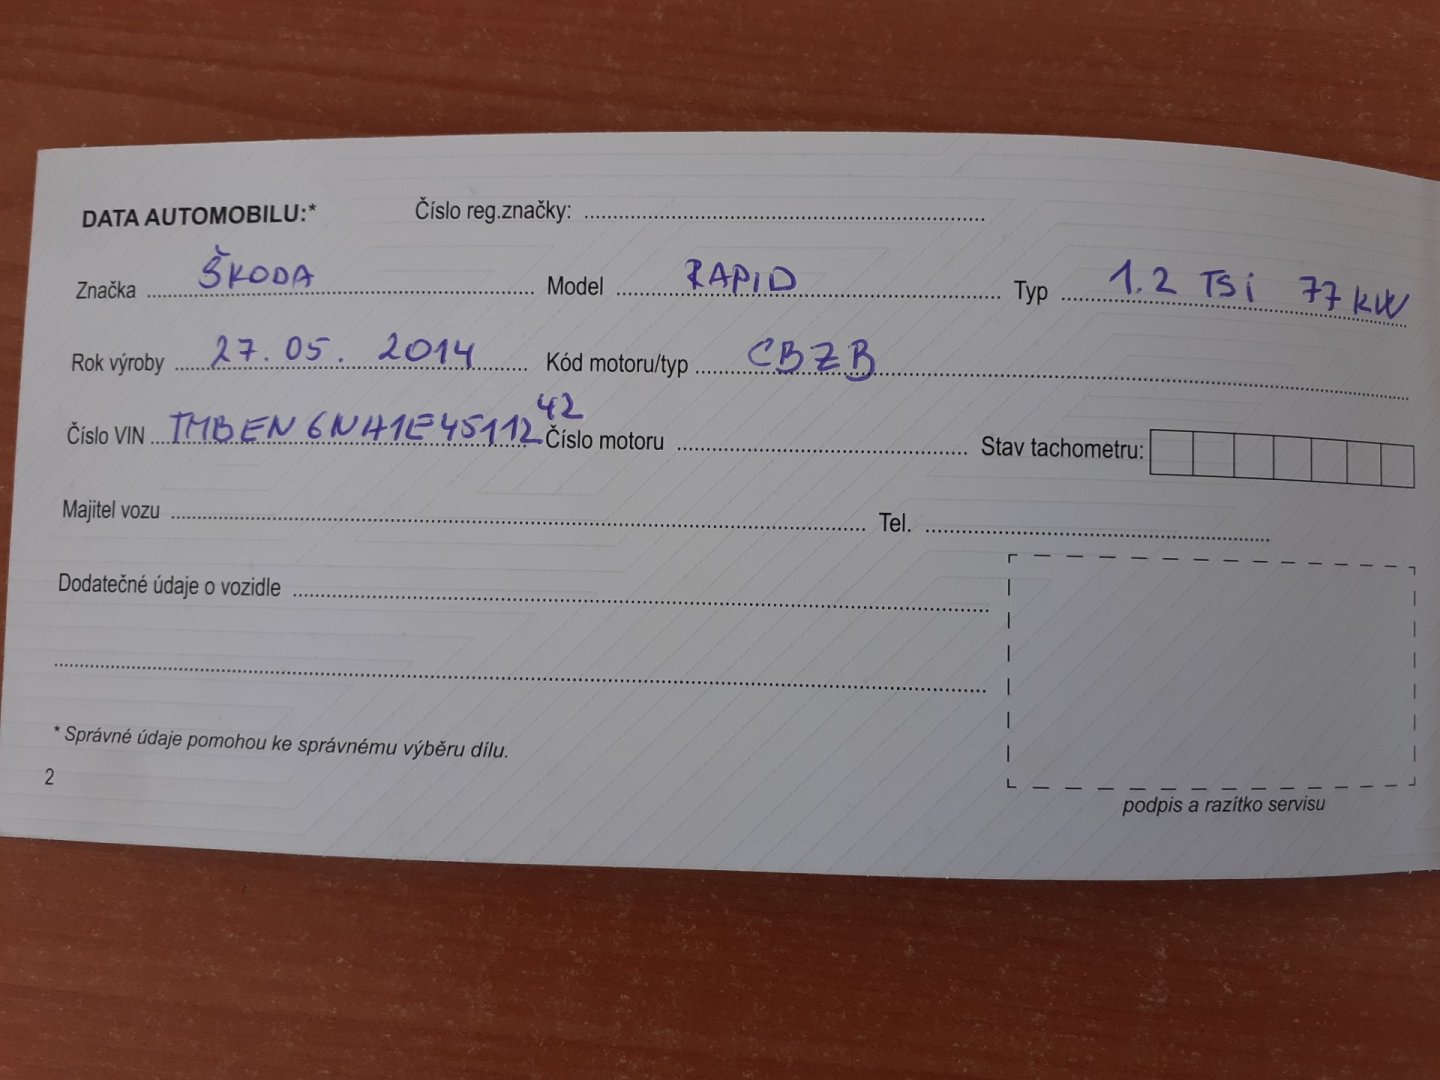 DATA AUTOMOBILU:* Číslo reg.značky:
Značka ŠKODA Model RAPID Typ 1.2 TSi 77 kW
Rok výroby 27.05.2014 Kód motoru/typ CBZB
Číslo VIN TMBEN6NH1E4511242 Číslo motoru Stav tachometru:
Majitel vozu Tel.
Dodatečné údaje o vozidle
* Správné údaje pomohou ke správnému výběru dílu.
2
podpis a razítko servisu